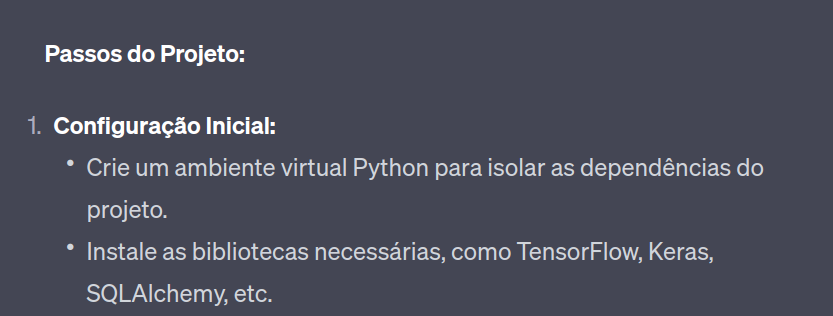 Passos do Projeto:
1. Configuração Inicial:
• Crie um ambiente virtual Python para isolar as dependências do
projeto.
• Instale as bibliotecas necessárias, como TensorFlow, Keras,
SQLAlchemy, etc.